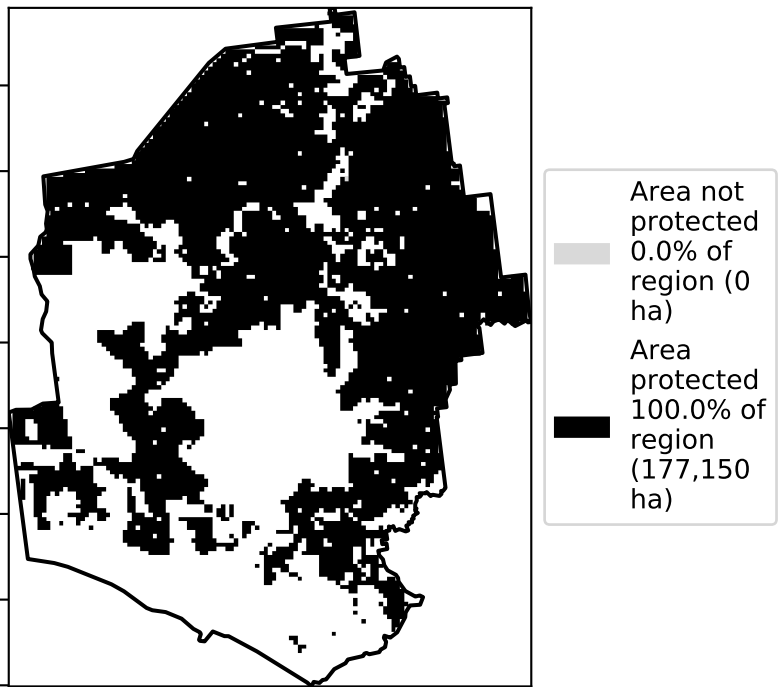 Area not
protected
0.0% of
region (0
ha)
Area
protected
100.0% of
region
(177,150
ha)